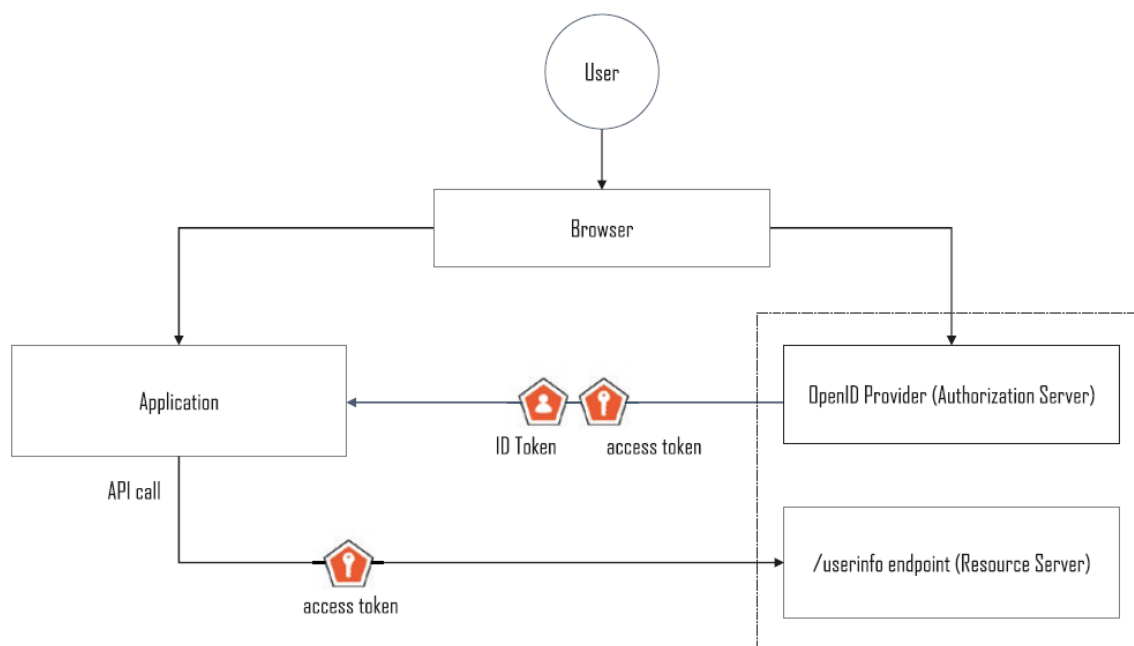 User
Browser
Application
OpenID Provider (Authorization Server)
ID Token
access token
API call
/userinfo endpoint (Resource Server)
access token